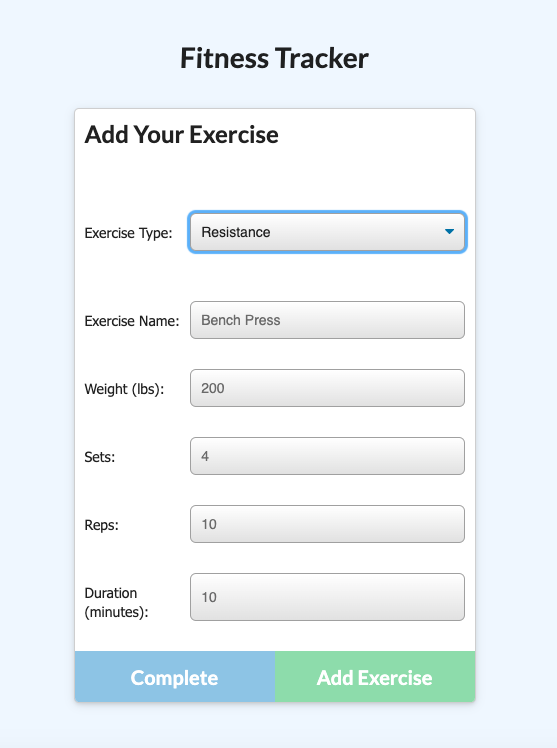 Fitness Tracker
Add Your Exercise
Exercise Type: Resistance
Exercise Name: Bench Press
Weight (lbs): 200
Sets: 4
Reps: 10
Duration
(minutes): 10
Complete Add Exercise